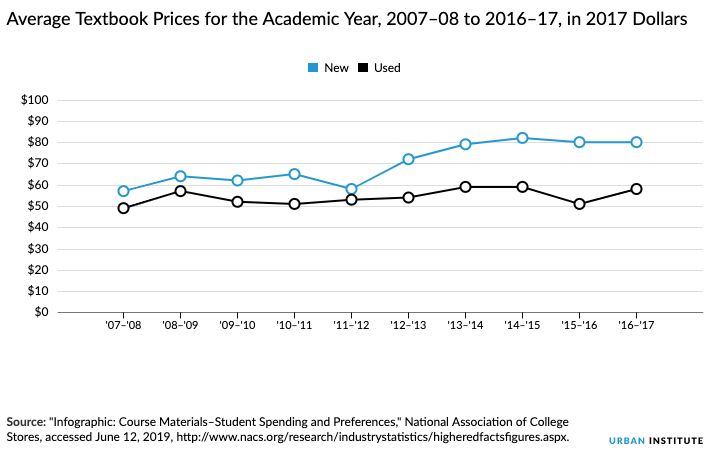 Average Textbook Prices for the Academic Year, 2007–08 to 2016–17, in 2017 Dollars
New Used
$100
$90
$80
$70
$60
$50
$40
$30
$20
$10
$0
'07–'08 '08–'09 '09–'10 '10–'11 '11–'12 '12–'13 '13–'14 '14–'15 '15–'16 '16–'17
Source: "Infographic: Course Materials–Student Spending and Preferences," National Association of College
Stores, accessed June 12, 2019, http://www.nacs.org/research/industrystatistics/higheredfactsfigures.aspx.
URBAN INSTITUTE